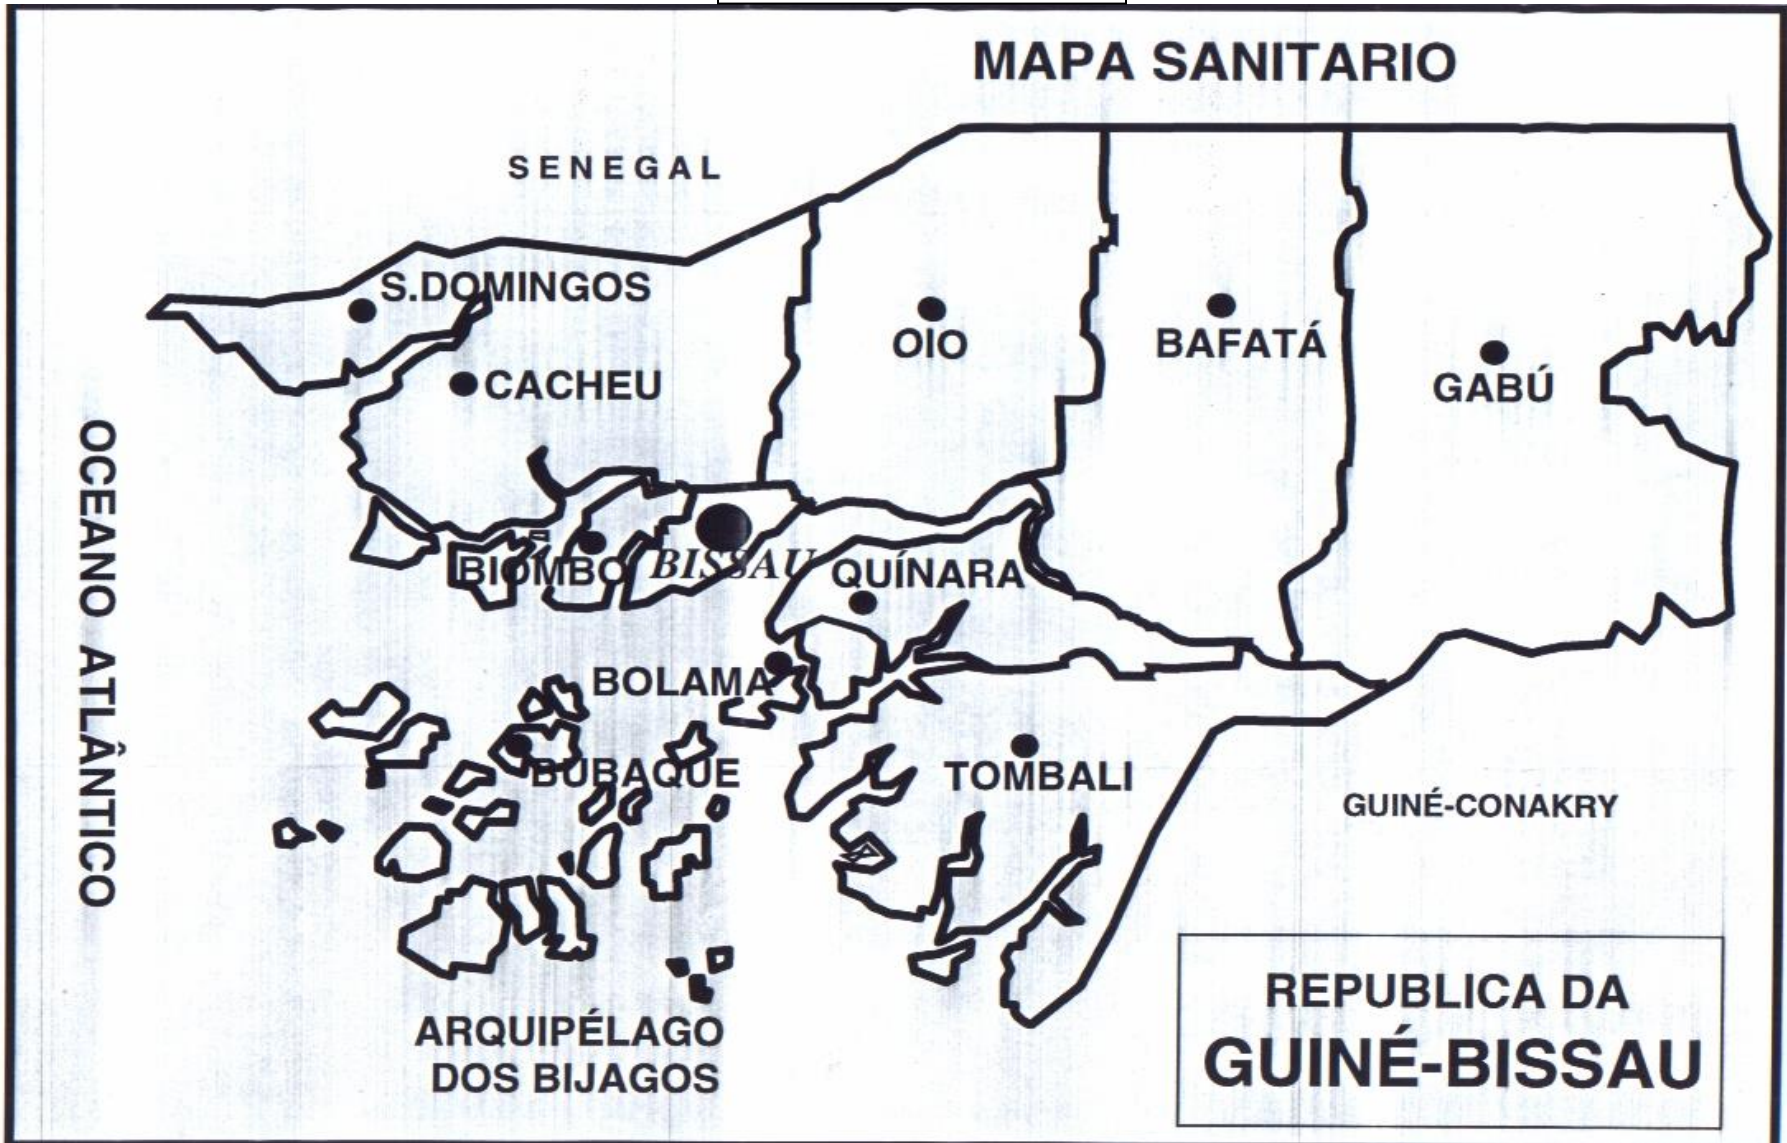 MAPA SANITARIO
SENEGAL
S.DOMINGOS
OIO
BAFATÁ
CACHEU
GABÚ
OCEANO ATLÂNTICO
BIOMBO
BISSAU
QUÍNARA
BOLAMA
BUBAQUE
TOMBALI
GUINÉ-CONAKRY
ARQUIPÉLAGO
DOS BIJAGOS
REPUBLICA DA
GUINÉ-BISSAU